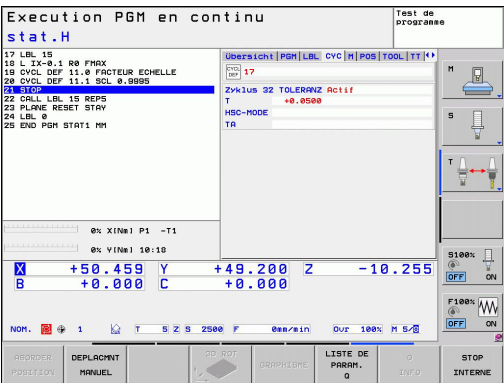 Execution PGM en continu
stat.H
Test de
programme
17 LBL 15
18 L IX-0.1 R0 FMAX
19 CYCL DEF 11.0 FACTEUR ECHELLE
20 CYCL DEF 11.1 SCL 0.9995
21 STOP
22 CALL LBL 15 REP5
23 PLANE RESET STAY
24 LBL 0
25 END PGM STAT1 MM
Übersicht PGM LBL CYC M POS TOOL TT
CYCL
DEF 17
Zyklus 32 TOLERANZ Actif
T +0.0500
HSC-MODE
TA
0% X[Nm] P1 -T1
0% Y[Nm] 10:18
X +50.459 Y +49.200 Z -10.255
B +0.000 C +0.000
NOM. 1 T 5 Z S 2500 F 0mm/min Ovr 100% M 5/8
M
S
T
S100%
OFF ON
F100%
OFF ON
ABORDER
POSITION
DEPLACMNT
MANUEL
3D ROT
GRAPHISME
LISTE DE
PARAM.
Q
Q
INFO
STOP
INTERNE